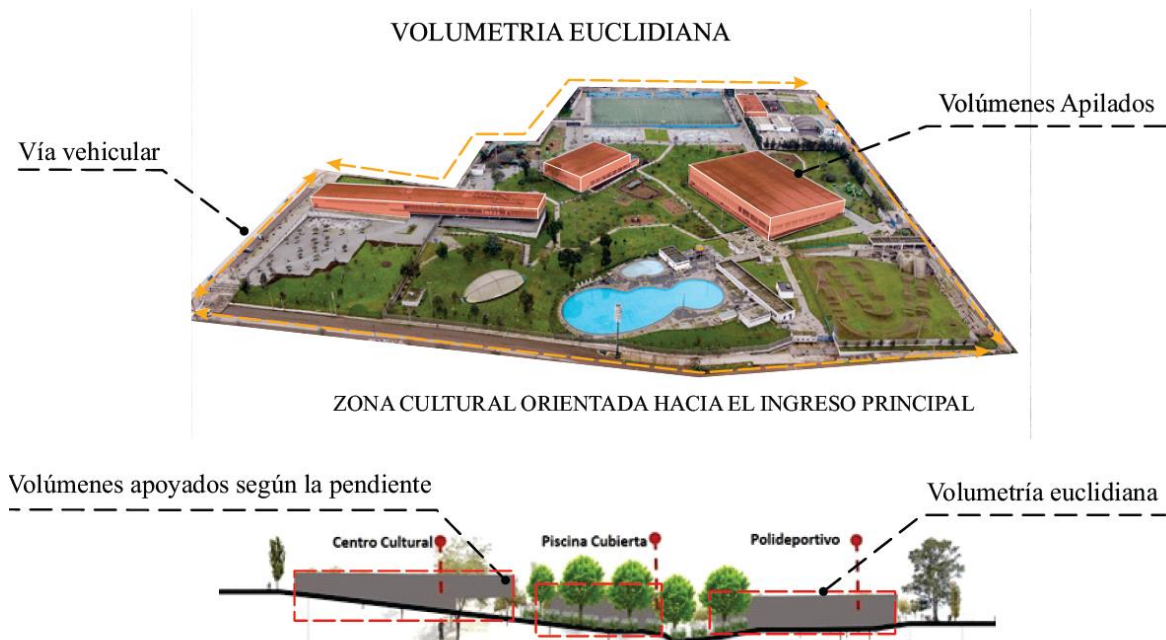 VOLUMETRIA EUCLIDIANA
Volúmenes Apilados
Vía vehicular
ZONA CULTURAL ORIENTADA HACIA EL INGRESO PRINCIPAL
Volúmenes apoyados según la pendiente
Volumetría euclidiana
Centro Cultural
Piscina Cubierta
Polideportivo